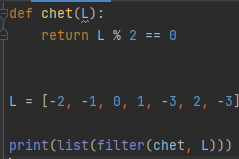 def chet(L):
    return L % 2 == 0
L = [-2, -1, 0, 1, -3, 2, -3]
print(list(filter(chet, L)))